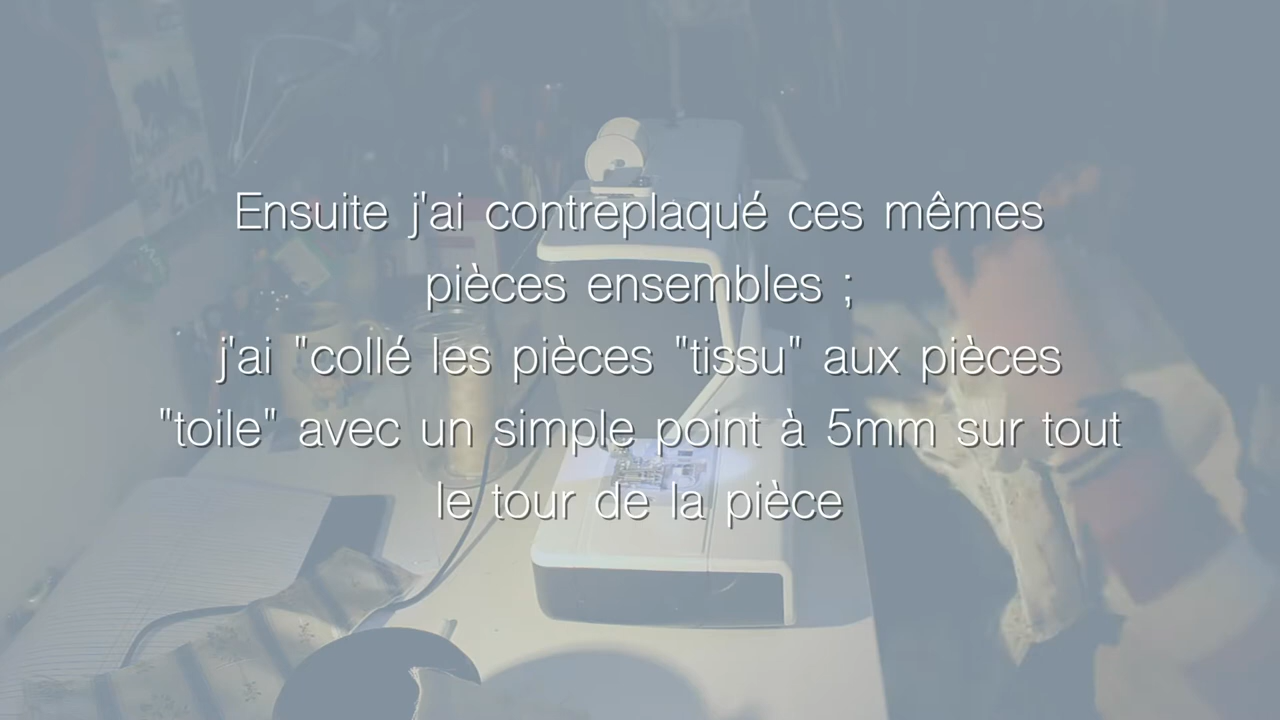 Ensuite j'ai contreplaqué ces mêmes
pièces ensembles ;
j'ai "collé les pièces "tissu" aux pièces
"toile" avec un simple point à 5mm sur tout
le tour de la pièce